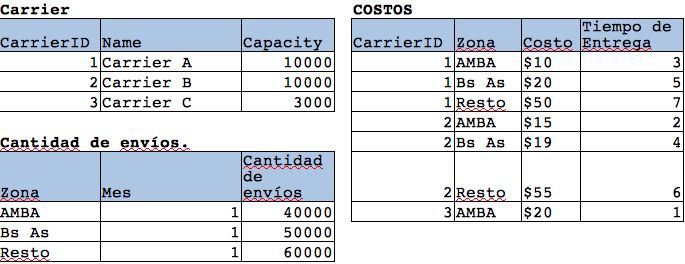 Carrier
CarrierID Name Capacity
1 Carrier A 10000
2 Carrier B 10000
3 Carrier C 3000
Cantidad de envíos.
Zona Mes Cantidad de envíos
AMBA 1 40000
Bs As 1 50000
Resto 1 60000
COSTOS
CarrierID Zona Costo Tiempo de Entrega
1 AMBA $10 3
1 Bs As $20 5
1 Resto $50 7
2 AMBA $15 2
2 Bs As $19 4
2 Resto $55 6
3 AMBA $20 1